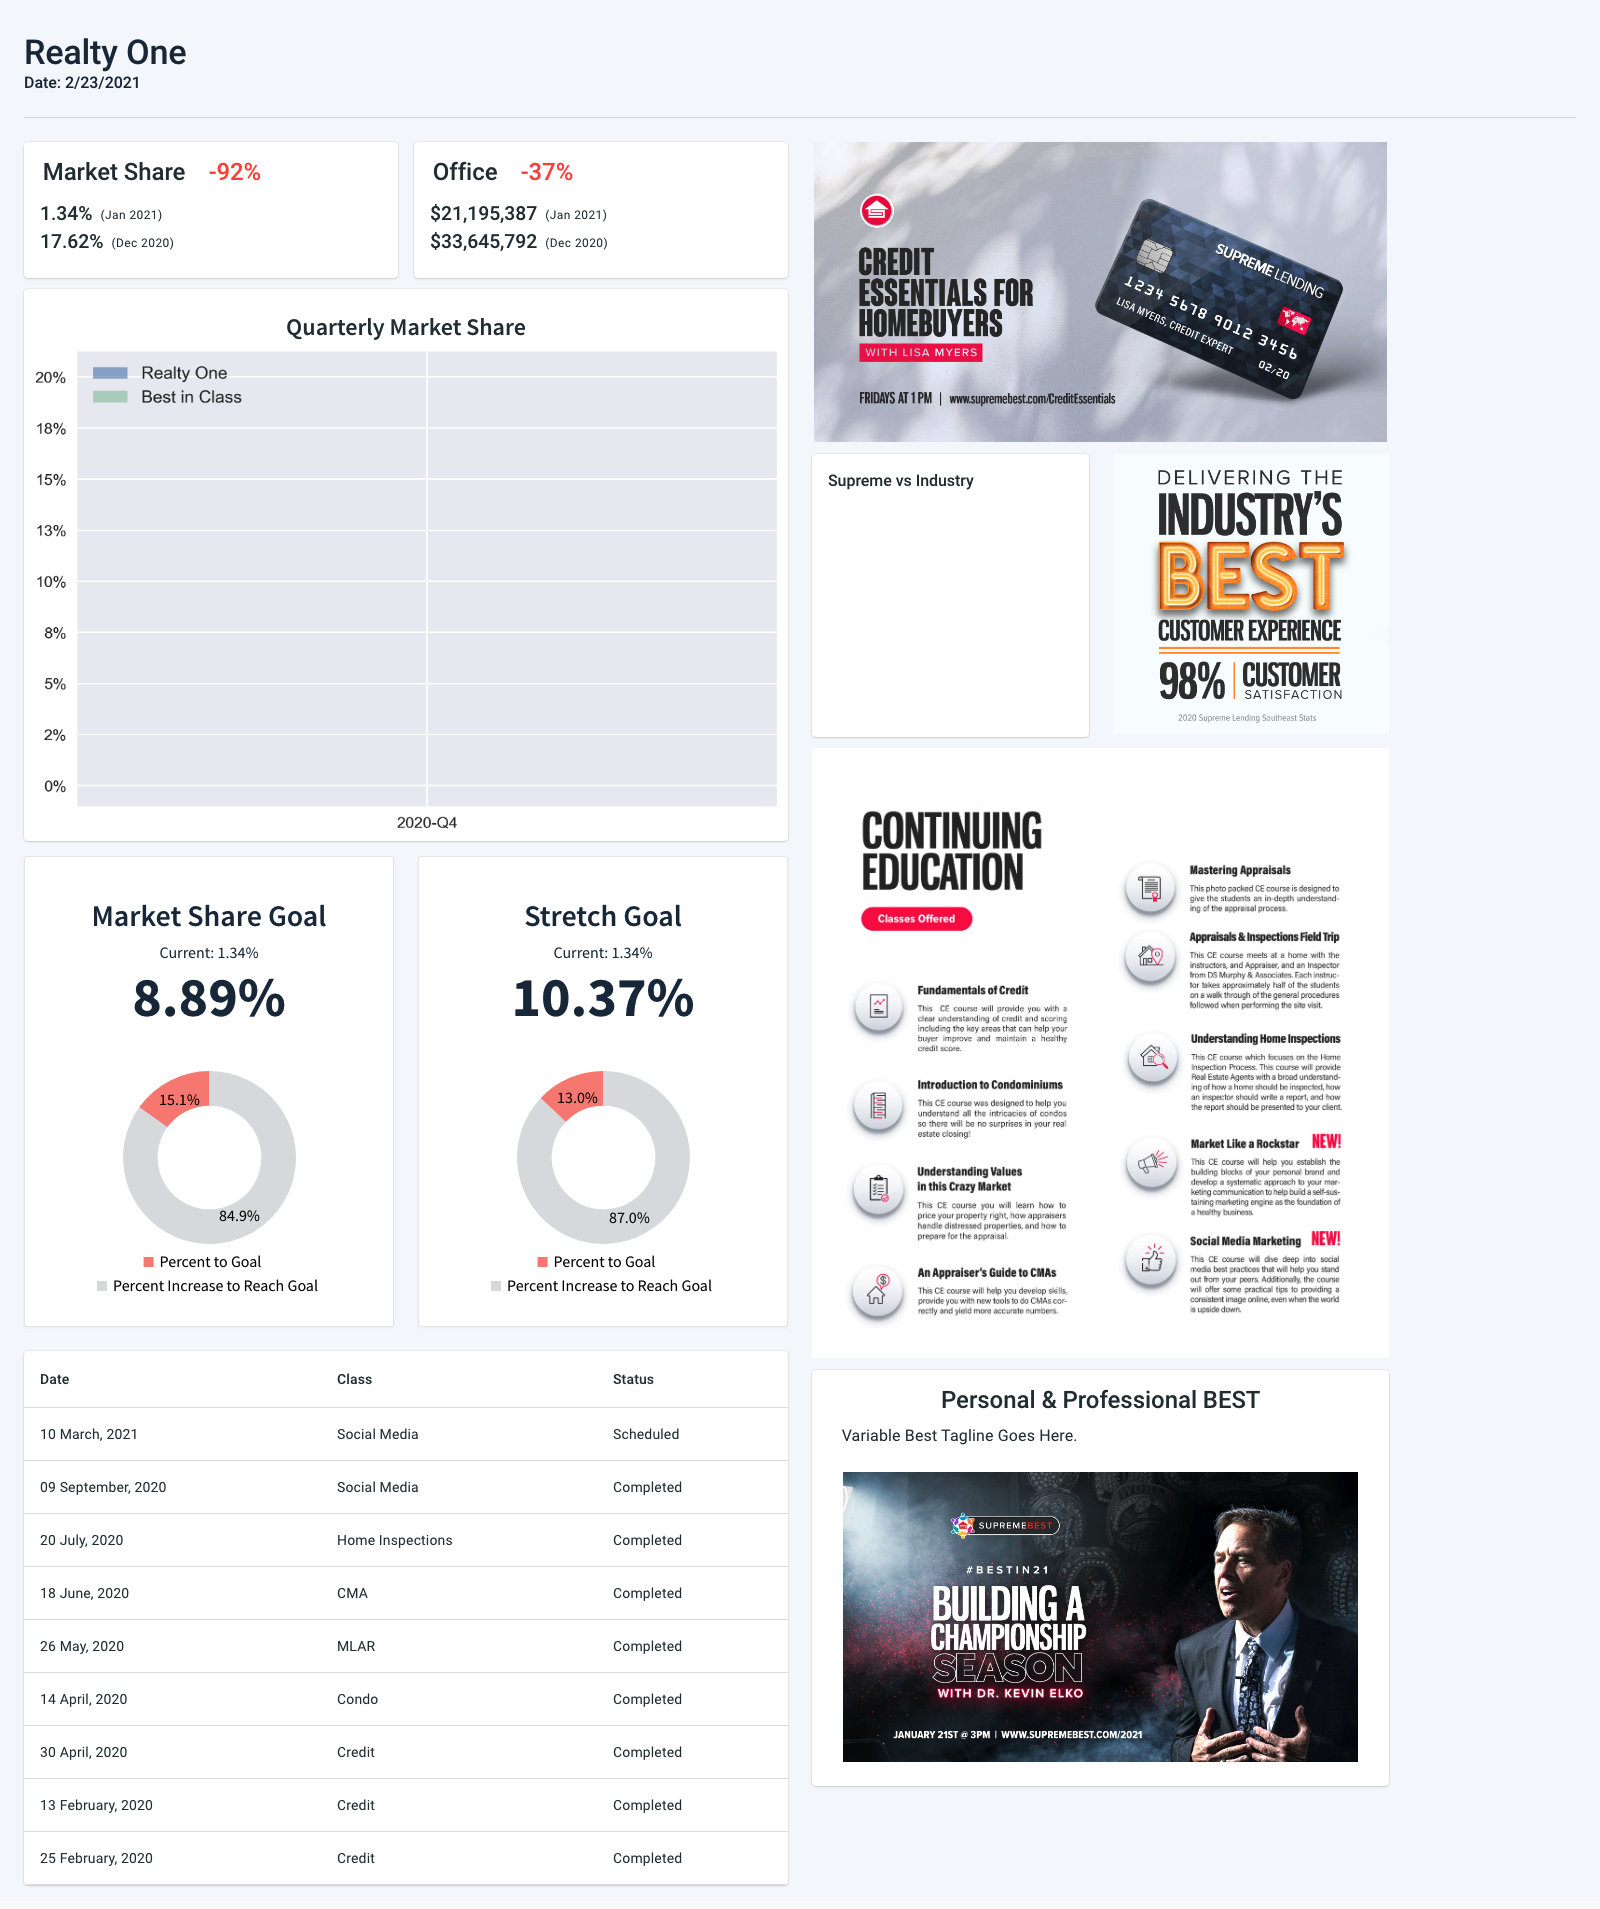 Realty One
Date: 2/23/2021
Market Share -92%
1.34% (Jan 2021)
17.62% (Dec 2020)
Office -37%
$21,195,387 (Jan 2021)
$33,645,792 (Dec 2020)
Quarterly Market Share
Realty One
Best in Class
20%
18%
15%
13%
10%
8%
5%
2%
0%
2020-Q4
Market Share Goal
Current: 1.34%
8.89%
15.1%
84.9%
Percent to Goal
Percent Increase to Reach Goal
Stretch Goal
Current: 1.34%
10.37%
13.0%
87.0%
Percent to Goal
Percent Increase to Reach Goal
Date Class Status
10 March, 2021 Social Media Scheduled
09 September, 2020 Social Media Completed
20 July, 2020 Home Inspections Completed
18 June, 2020 CMA Completed
26 May, 2020 MLAR Completed
14 April, 2020 Condo Completed
30 April, 2020 Credit Completed
13 February, 2020 Credit Completed
25 February, 2020 Credit Completed
CREDIT
ESSENTIALS FOR
HOMEBUYERS
WITH LISA MYERS
FRIDAYS AT 1 PM | www.supremebest.com/CreditEssentials
SUPREME LENDING
1234 5678 9012 3456
LISA MYERS, CREDIT EXPERT
02/20
Supreme vs Industry
DELIVERING THE
INDUSTRY'S
BEST
CUSTOMER EXPERIENCE
98% | CUSTOMER
SATISFACTION
2020 Supreme Lending Southeast Stats
CONTINUING
EDUCATION
Classes Offered
Fundamentals of Credit
This CE course will provide you with a
clear understanding of credit and scoring
including the key areas that can help your
buyer improve and maintain a healthy
credit score.
Introduction to Condominiums
This CE course was designed to help you
understand all the intricacies of condos
so there will be no surprises in your real
estate closing!
Understanding Values
in this Crazy Market
This CE course you will learn how to
price your property right, how appraisers
handle distressed properties, and how to
prepare for the appraisal.
An Appraiser's Guide to CMAs
This CE course will help you develop skills,
provide you with new tools to do CMAs cor-
rectly and yield more accurate numbers.
Mastering Appraisals
This photo packed CE course is designed to
give the students an in-depth understand-
ing of the appraisal process.
Appraisals & Inspections Field Trip
This CE course meets at a home with the
instructors, and Appraiser, and an Inspector
from DS Murphy & Associates. Each instruc-
tor takes approximately half of the students
on a walk through of the general procedures
followed when performing the site visit.
Understanding Home Inspections
This CE course which focuses on the Home
Inspection Process. This course will provide
Real Estate Agents with a broad understand-
ing of how a home should be inspected, how
an inspector should write a report, and how
the report should be presented to your client.
Market Like a Rockstar NEW!
This CE course will help you establish the
building blocks of your personal brand and
develop a systematic approach to your mar-
keting communication to help build a self-sus-
taining marketing engine as the foundation of
a healthy business.
Social Media Marketing NEW!
This CE course will dive deep into social
media best practices that will help you stand
out from your peers. Additionally, the course
will offer some practical tips to providing a
consistent image online, even when the world
is upside down.
Personal & Professional BEST
Variable Best Tagline Goes Here.
SUPREMEBEST
#BESTIN21
BUILDING A
CHAMPIONSHIP
SEASON
WITH DR. KEVIN ELKO
JANUARY 21ST @ 3PM | WWW.SUPREMEBEST.COM/2021